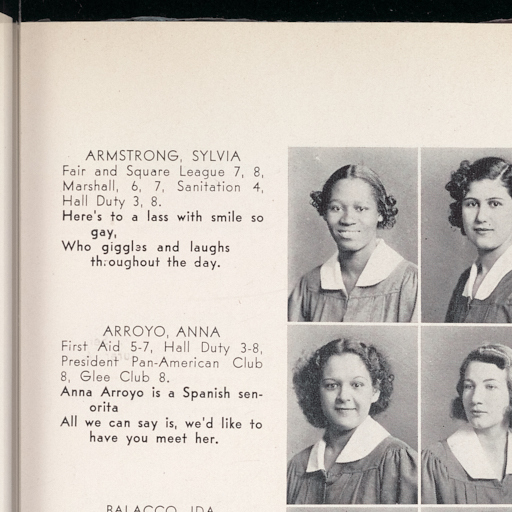 ARMSTRONG, SYLVIA
Fair and Square League 7, 8,
Marshall, 6, 7, Sanitation 4,
Hall Duty 3, 8.
Here's to a lass with smile so
gay,
Who giggles and laughs
throughout the day.
ARROYO, ANNA
First Aid 5-7, Hall Duty 3-8,
President Pan-American Club
8, Glee Club 8.
Anna Arroyo is a Spanish sen-
orita
All we can say is, we'd like to
have you meet her.
BALACCO, IDA